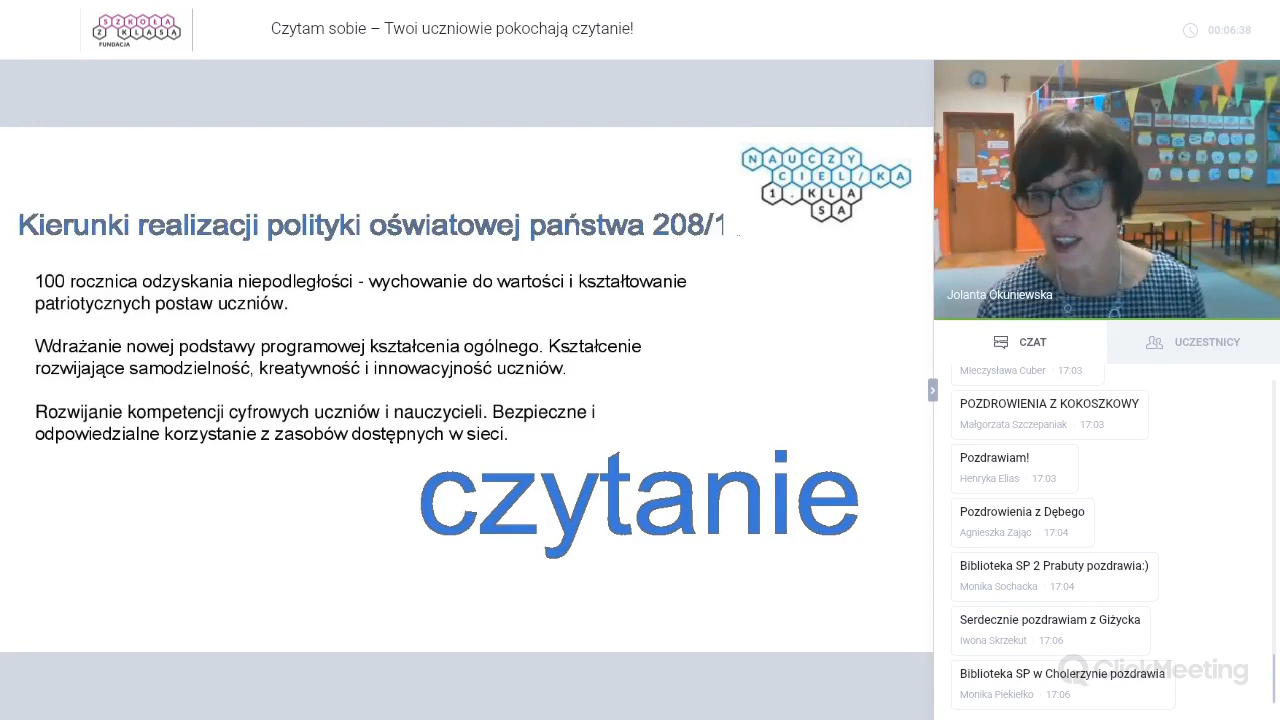 SZKOŁA
Z KLASĄ
FUNDACJA
Czytam sobie – Twoi uczniowie pokochają czytanie!
00:06:38
NAUCZY
CIEL/KA
1.KLA
SA
Kierunki realizacji polityki oświatowej państwa 208/1
100 rocznica odzyskania niepodległości - wychowanie do wartości i kształtowanie
patriotycznych postaw uczniów.
Wdrażanie nowej podstawy programowej kształcenia ogólnego. Kształcenie
rozwijające samodzielność, kreatywność i innowacyjność uczniów.
Rozwijanie kompetencji cyfrowych uczniów i nauczycieli. Bezpieczne i
odpowiedzialne korzystanie z zasobów dostępnych w sieci.
czytanie
Jolanta Okuniewska
CZAT
UCZESTNICY
Mieczysława Cuber · 17:03
POZDROWIENIA Z KOKOSZKOWY
Małgorzata Szczepaniak · 17:03
Pozdrawiam!
Henryka Elias · 17:03
Pozdrowienia z Dębego
Agnieszka Zając · 17:04
Biblioteka SP 2 Prabuty pozdrawia:)
Monika Sochacka · 17:04
Serdecznie pozdrawiam z Giżycka
Iwona Skrzekut · 17:06
Biblioteka SP w Cholerzynie pozdrawia
Monika Piekiełko · 17:06
ClickMeeting